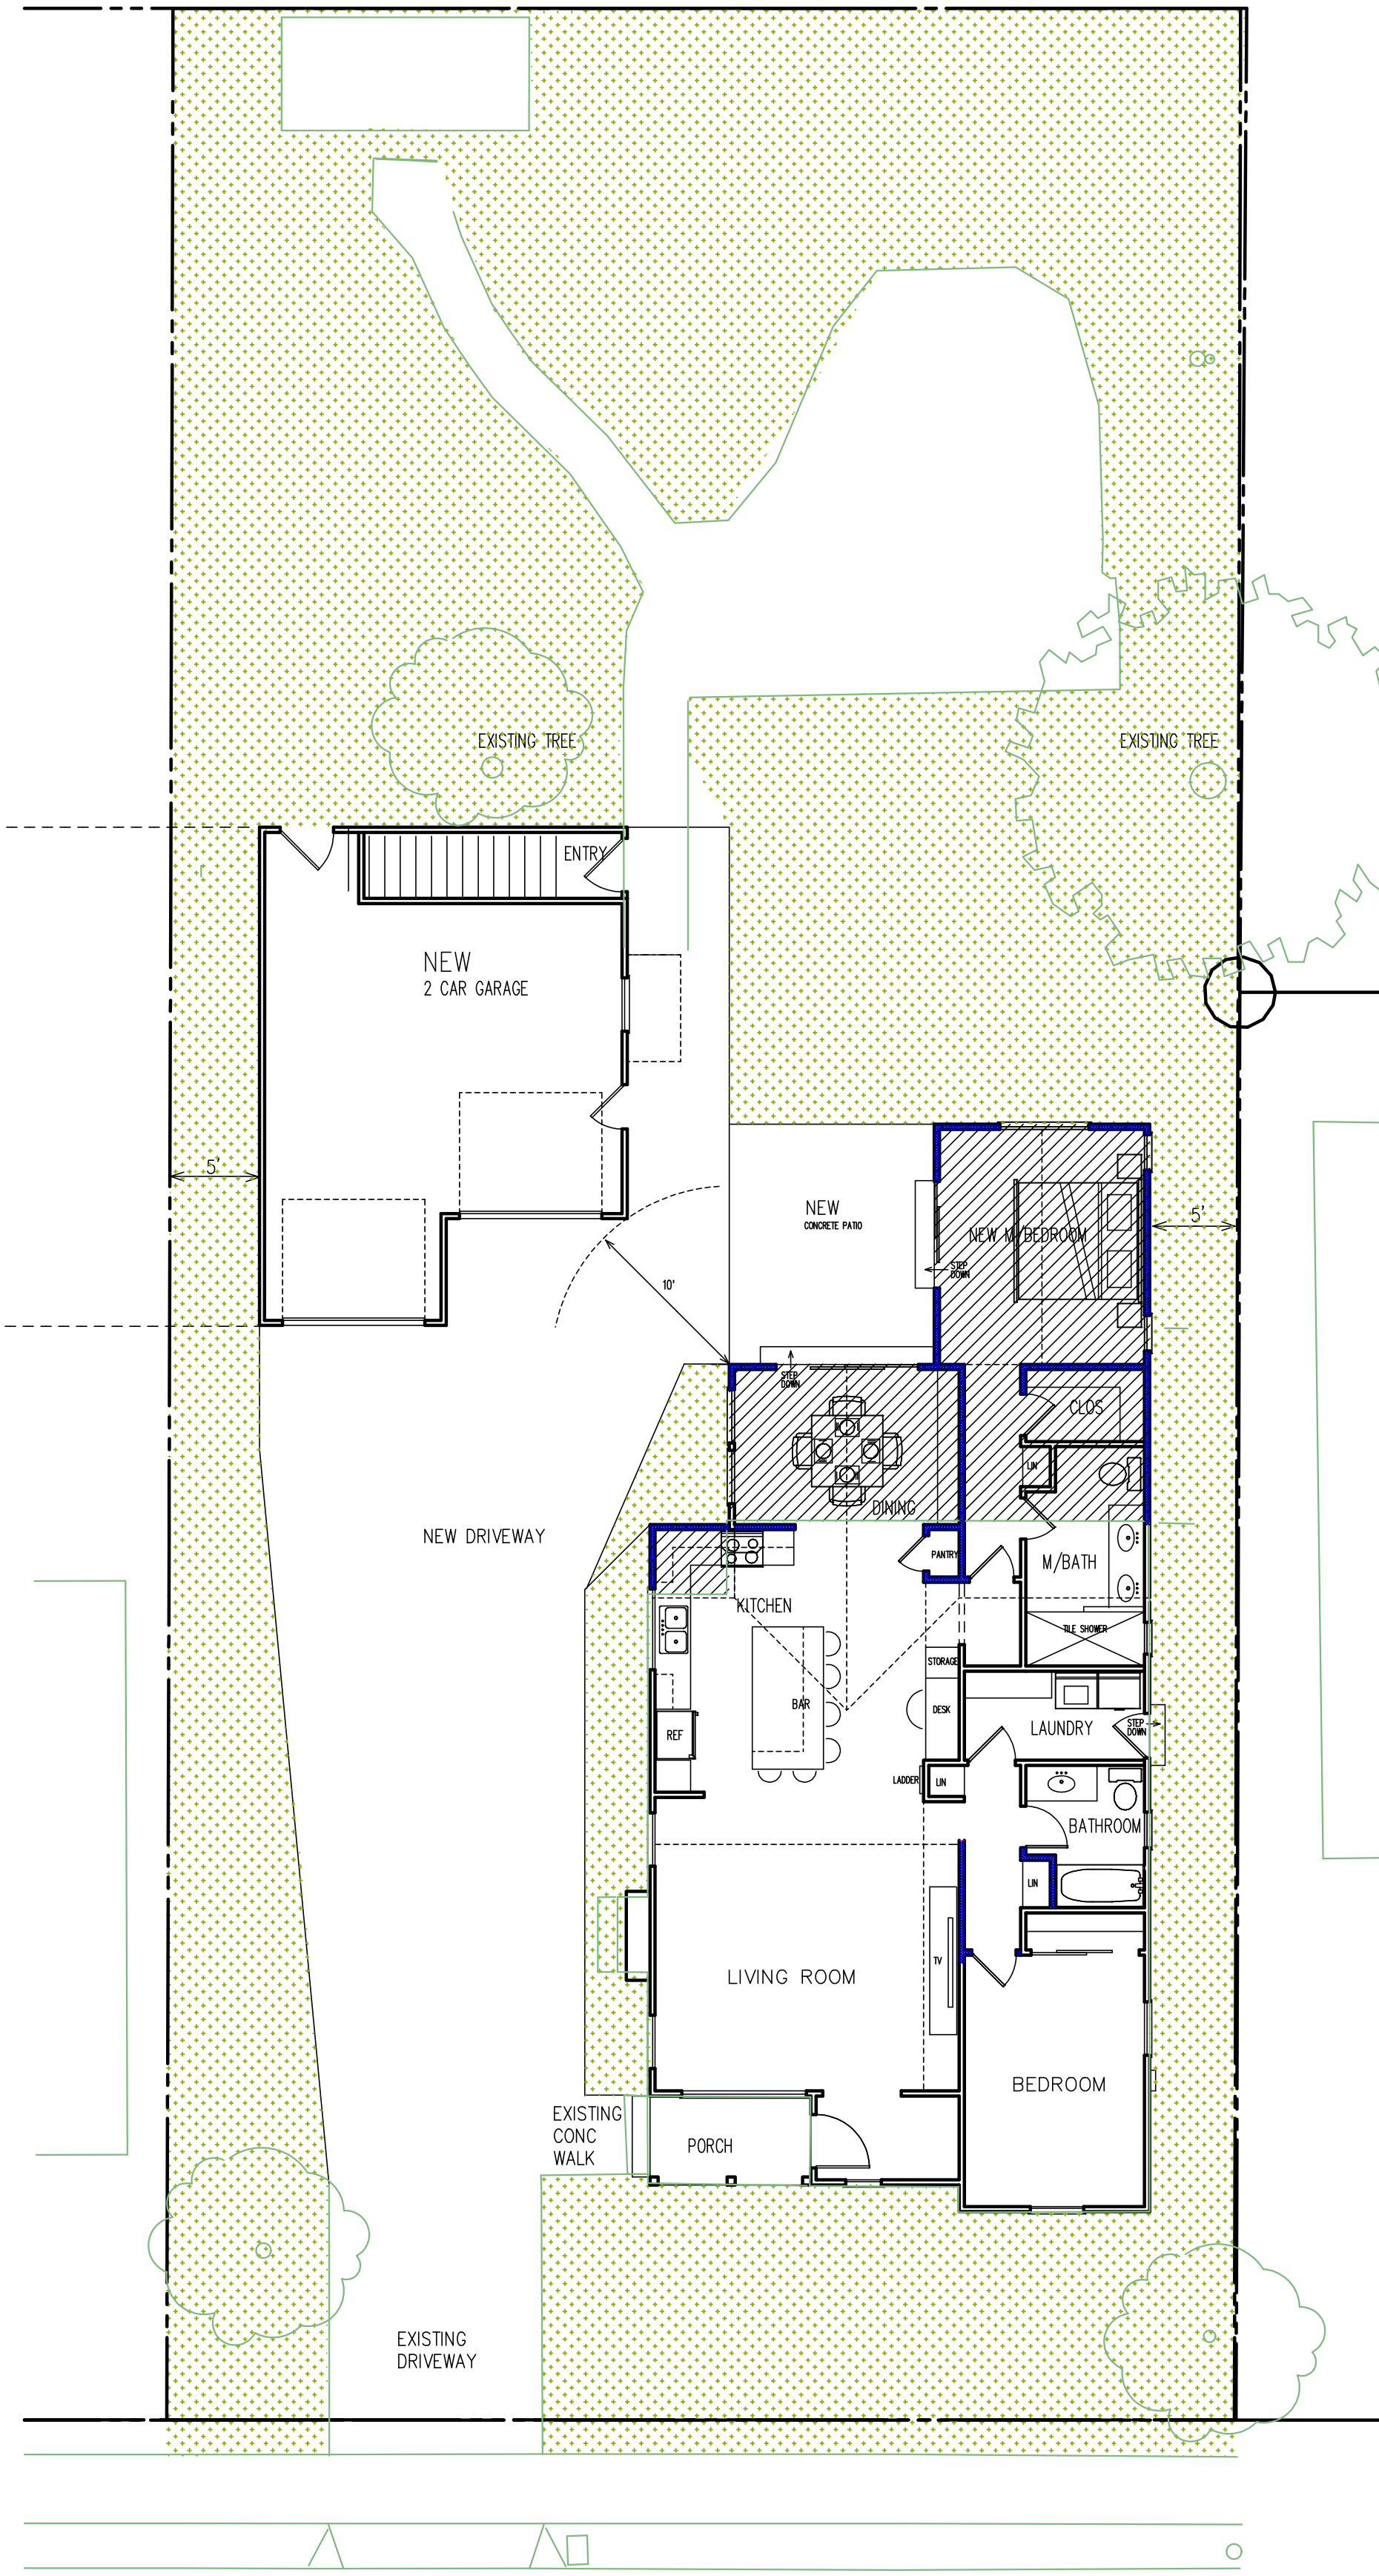 EXISTING TREE
EXISTING TREE
ENTRY
NEW
2 CAR GARAGE
5'
NEW
CONCRETE PATIO
5'
NEW M/BEDROOM
STEP
DOWN
10'
STEP
DOWN
CLOS
LIN
DINING
NEW DRIVEWAY
PANTRY
M/BATH
KITCHEN
TILE SHOWER
STORAGE
BAR
DESK
REF
LAUNDRY
STEP
DOWN
LADDER
LIN
BATHROOM
LIN
TV
LIVING ROOM
BEDROOM
EXISTING
CONC
WALK
PORCH
EXISTING
DRIVEWAY